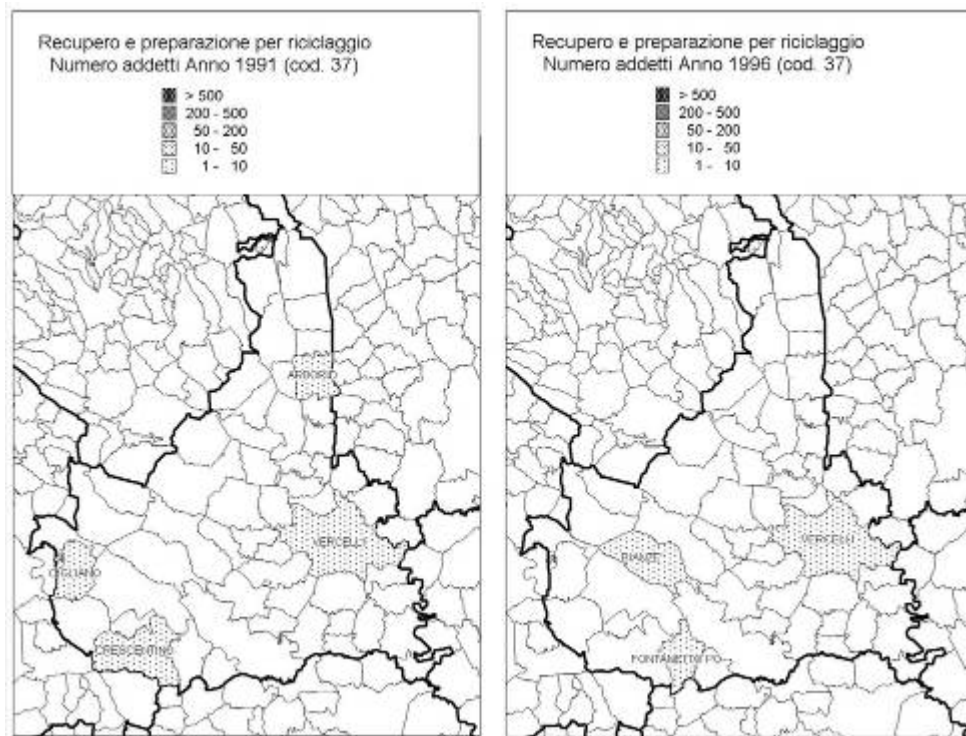 Recupero e preparazione per riciclaggio
Numero addetti Anno 1991 (cod. 37)
> 500
200 - 500
50 - 200
10 - 50
1 - 10
ARBORIO
VERCELLI
CIGLIANO
CRESCENTINO
Recupero e preparazione per riciclaggio
Numero addetti Anno 1996 (cod. 37)
> 500
200 - 500
50 - 200
10 - 50
1 - 10
VERCELLI
BIANZE'
FONTANETTO PO